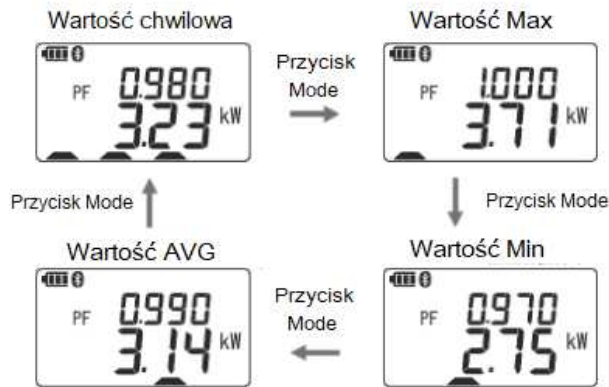 Wartość chwilowa
PF 0.980
3.23 kW
Przycisk
Mode
Wartość Max
PF 1.000
3.71 kW
Przycisk Mode
Przycisk Mode
Wartość AVG
PF 0.990
3.14 kW
Przycisk
Mode
Wartość Min
PF 0.970
2.75 kW